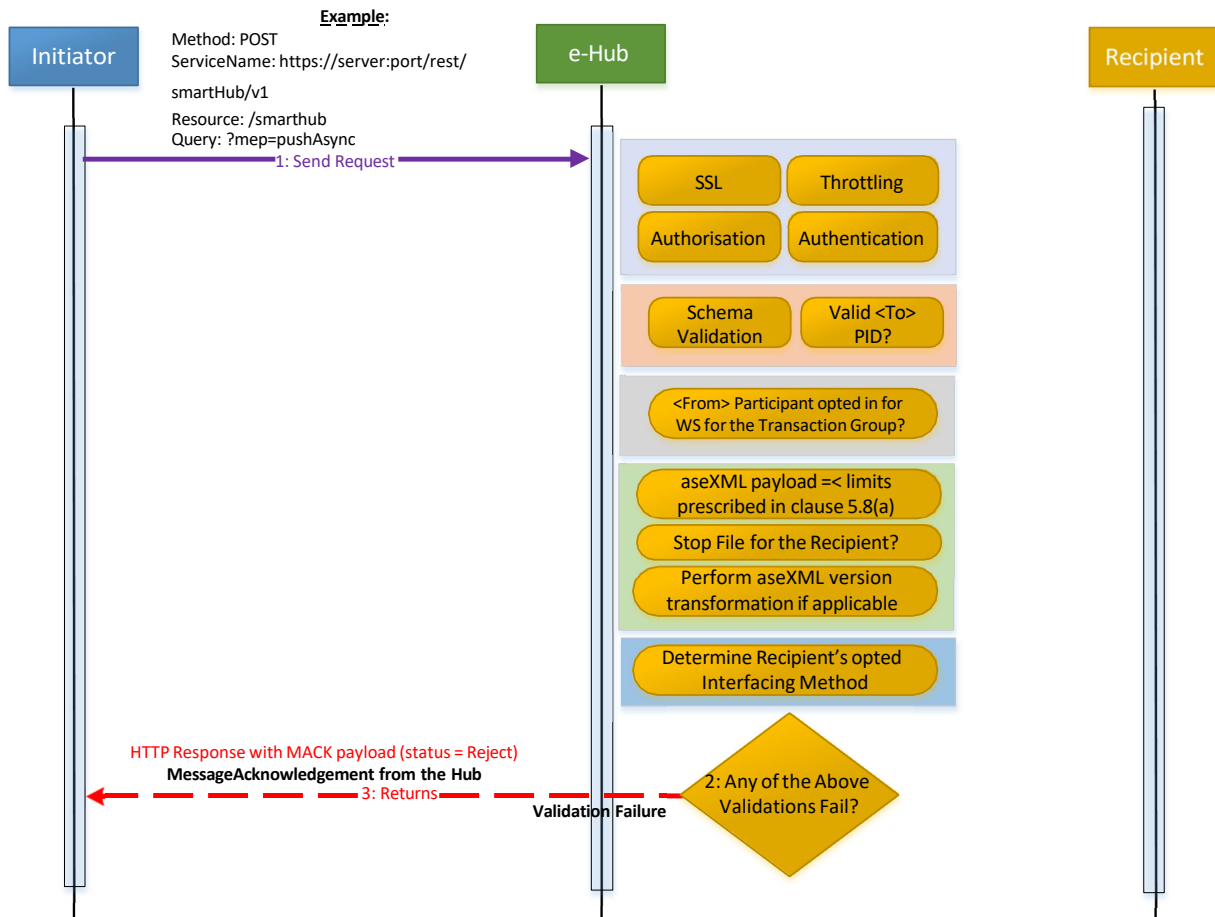 Example:
Method: POST
ServiceName: https://server:port/rest/
smartHub/v1
Resource: /smarthub
Query: ?mep=pushAsync
Initiator
e-Hub
Recipient
1: Send Request
SSL
Throttling
Authorisation
Authentication
Schema
Validation
Valid <To>
PID?
<From> Participant opted in for
WS for the Transaction Group?
aseXML payload =< limits
prescribed in clause 5.8(a)
Stop File for the Recipient?
Perform aseXML version
transformation if applicable
Determine Recipient’s opted
Interfacing Method
2: Any of the Above
Validations Fail?
HTTP Response with MACK payload (status = Reject)
MessageAcknowledgement from the Hub
3: Returns
Validation Failure